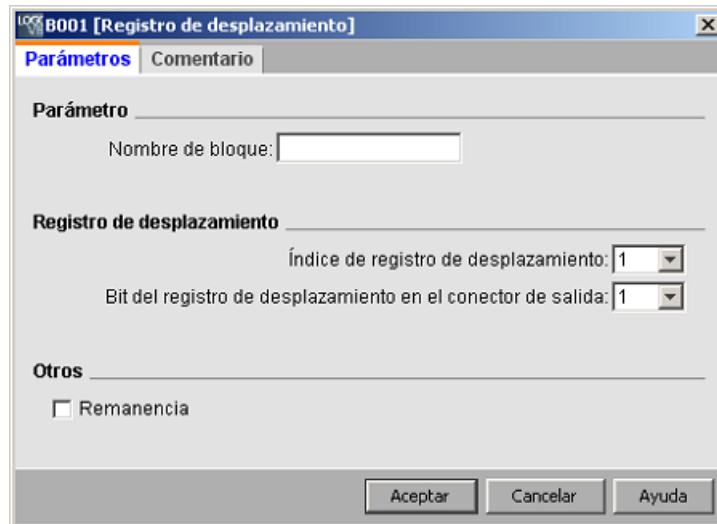 B001 [Registro de desplazamiento]
Parámetros Comentario
Parámetro
Nombre de bloque:
Registro de desplazamiento
Índice de registro de desplazamiento: 1
Bit del registro de desplazamiento en el conector de salida: 1
Otros
Remanencia
Aceptar Cancelar Ayuda